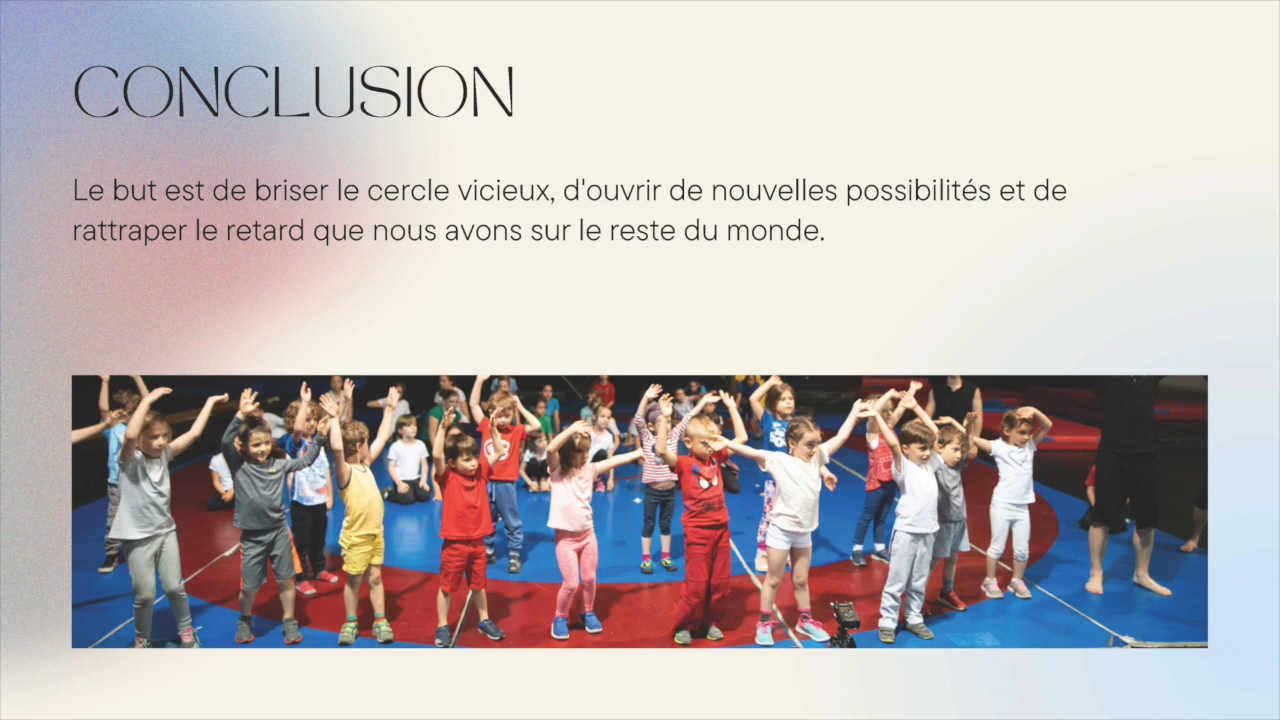 CONCLUSION
Le but est de briser le cercle vicieux, d'ouvrir de nouvelles possibilités et de
rattraper le retard que nous avons sur le reste du monde.